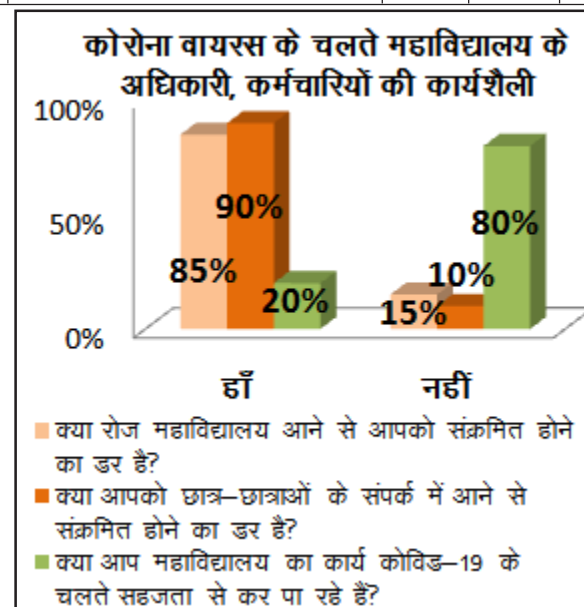 कोरोना वायरस के चलते महाविद्यालय के
अधिकारी, कर्मचारियों की कार्यशैली
100%
50%
0%
85%
90%
20%
15%
10%
80%
हाँ
नहीं
क्या रोज महाविद्यालय आने से आपको संक्रमित होने
का डर है?
क्या आपको छात्र–छात्राओं के संपर्क में आने से
संक्रमित होने का डर है?
क्या आप महाविद्यालय का कार्य कोविड–19 के
चलते सहजता से कर पा रहे हैं?